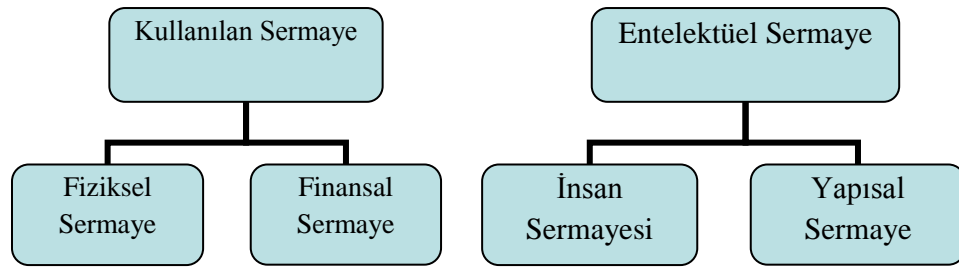 Kullanılan Sermaye
Entelektüel Sermaye
Fiziksel
Sermaye
Finansal
Sermaye
İnsan
Sermayesi
Yapısal
Sermaye